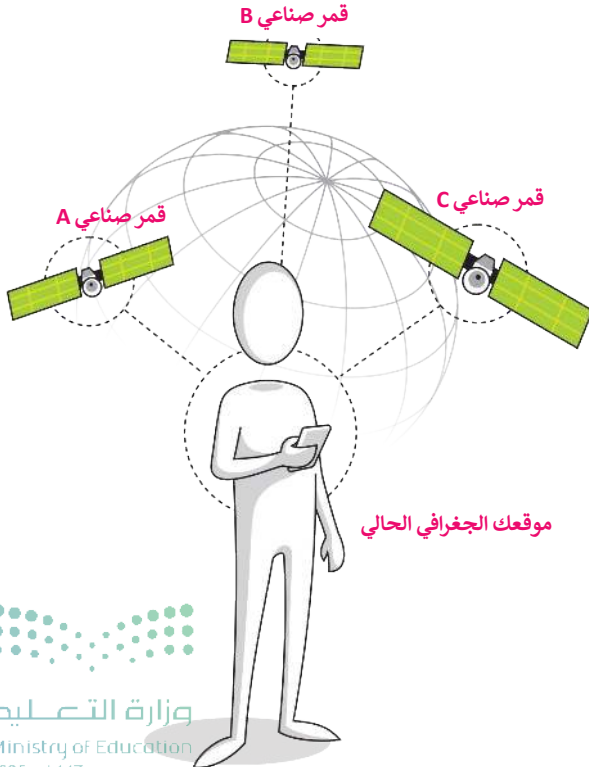 قمر صناعي B
قمر صناعي C
قمر صناعي A
موقعك الجغرافي الحالي
وزارة التعليم
Ministry of Education